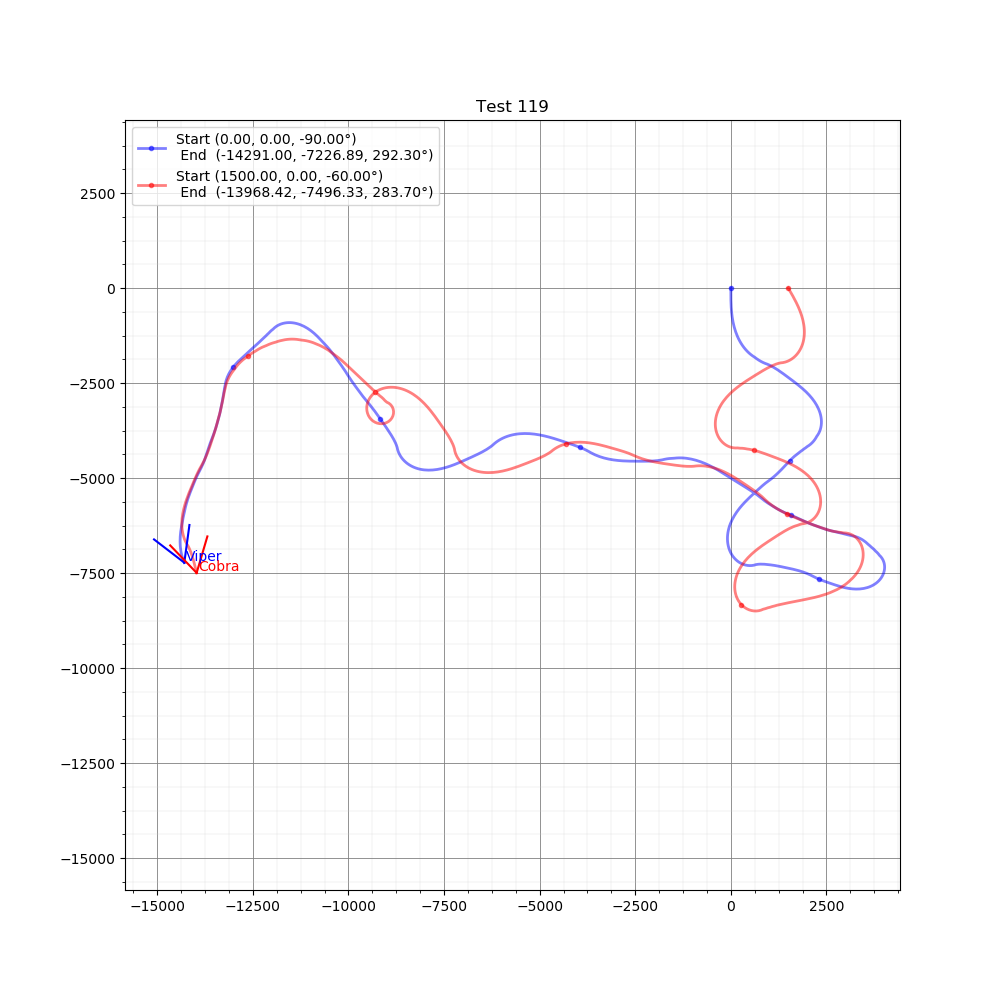 Test 119
Start (0.00, 0.00, -90.00°)
End  (-14291.00, -7226.89, 292.30°)
Start (1500.00, 0.00, -60.00°)
End  (-13968.42, -7496.33, 283.70°)
2500
0
−2500
−5000
−7500
−10000
−12500
−15000
Viper
Cobra
−15000 −12500 −10000 −7500 −5000 −2500 0 2500